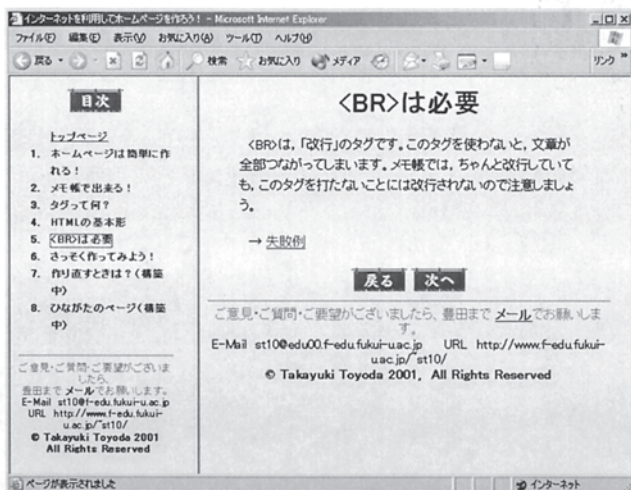 インターネットを利用してホームページを作ろう! - Microsoft Internet Explorer
ファイル(F) 編集(E) 表示(V) お気に入り(A) ツール(T) ヘルプ(H)
戻る 検索 お気に入り メディア リンク »
目次
トップページ
1. ホームページは簡単に作
れる!
2. メモ帳で出来る!
3. タグって何?
4. HTMLの基本形
5. <BR>は必要
6. さっそく作ってみよう!
7. 作り直すときは?(構築
中)
8. ひながたのページ(構築
中)
ご意見・ご質問・ご要望がございま
したら、
豊田まで メールでお願いします。
E-Mail st10@f-edu.fukui-u.ac.jp
URL http://www.f-edu.fukui-
u.ac.jp/~st10/
© Takayuki Toyoda 2001
All Rights Reserved
<BR>は必要
<BR>は,「改行」のタグです。このタグを使わないと,文章が
全部つながってしまいます。メモ帳では,ちゃんと改行していて
も,このタグを打たないことには改行されないので注意しましょ
う。
→ 失敗例
戻る 次へ
ご意見・ご質問・ご要望がございましたら、豊田まで メールでお願いしま
す。
E-Mail st10@edu00.f-edu.fukui-u.ac.jp URL http://www.f-edu.fukui-
u.ac.jp/~st10/
© Takayuki Toyoda 2001, All Rights Reserved
ページが表示されました
インターネット